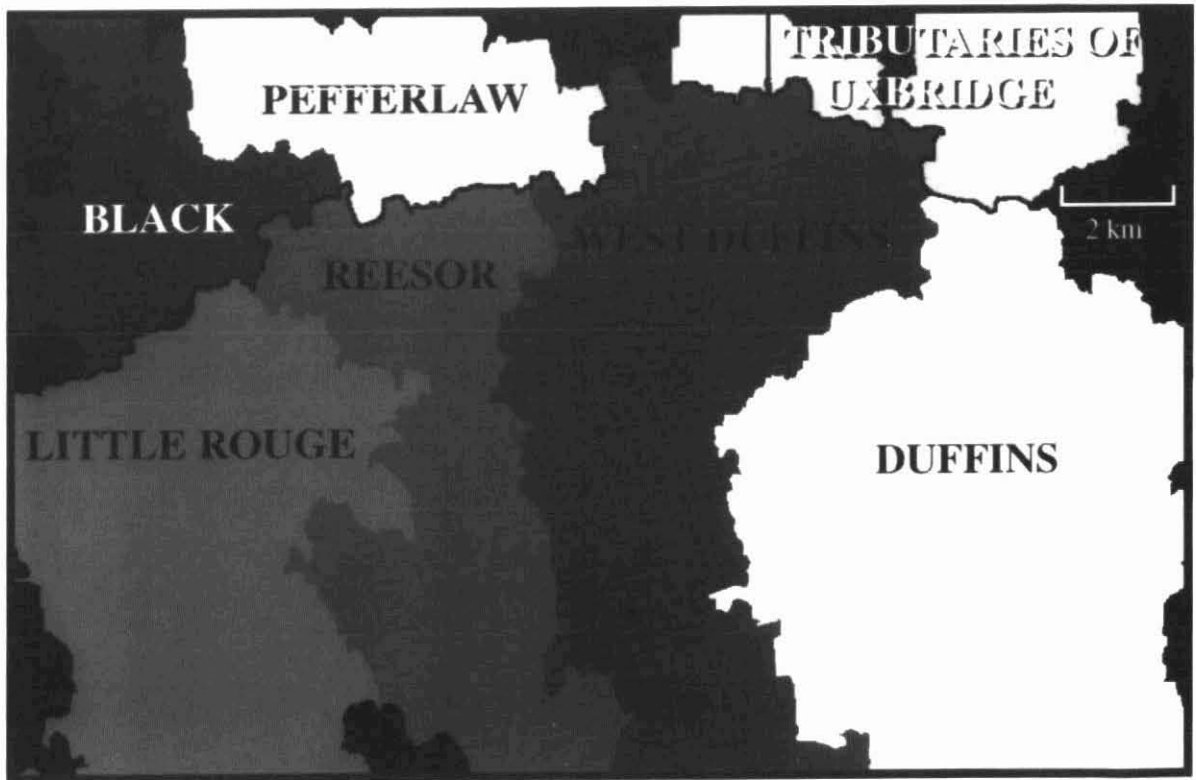 TRIBUTARIES OF
UXBRIDGE
PEFFERLAW
BLACK
WEST DUFFINS
2 km
REESOR
LITTLE ROUGE
DUFFINS